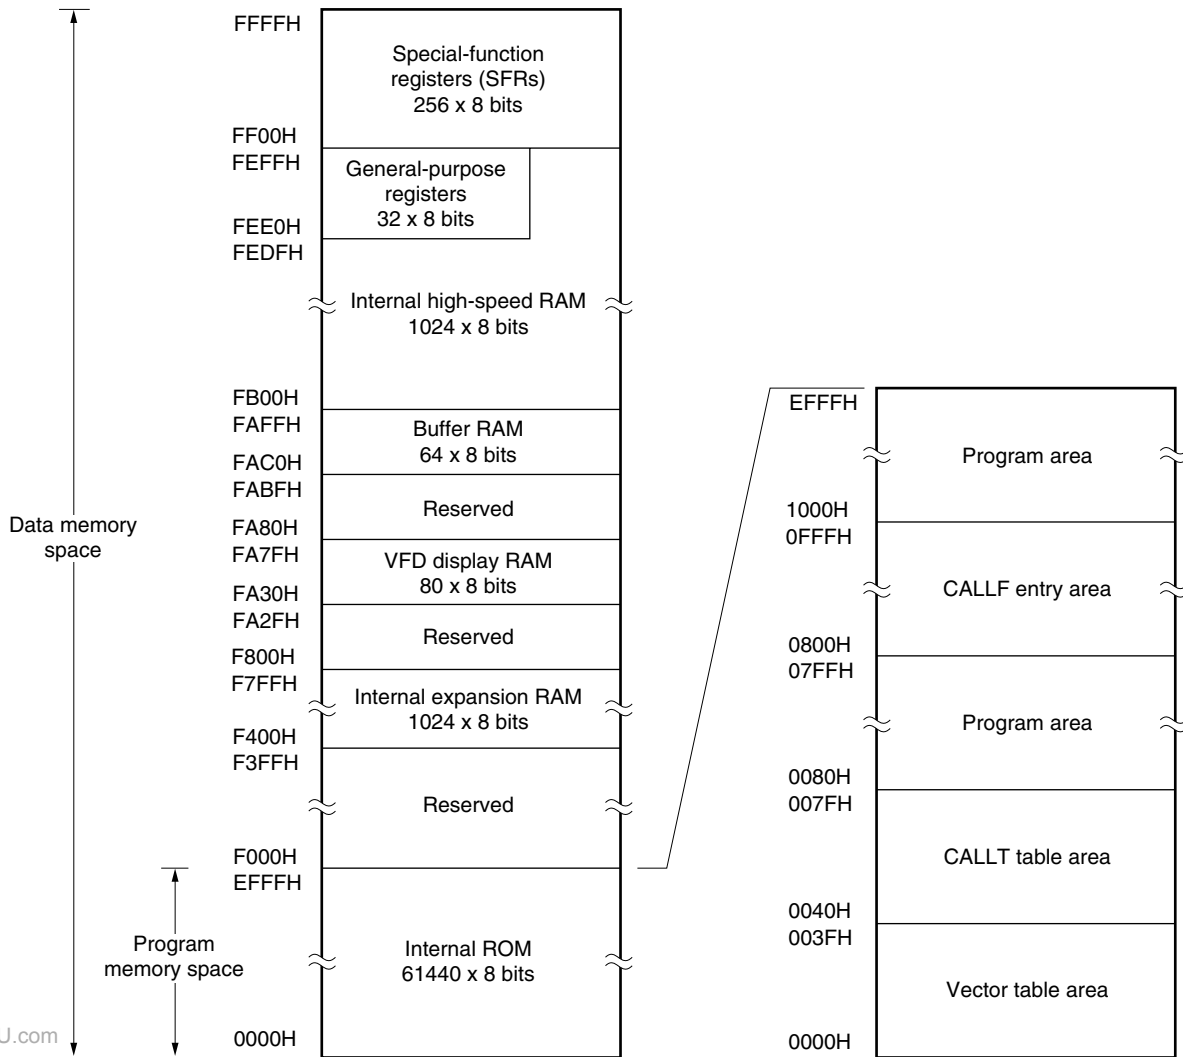 FFFFH
Special-function
registers (SFRs)
256 x 8 bits
FF00H
FEFFH
General-purpose
registers
32 x 8 bits
FEE0H
FEDFH
Internal high-speed RAM
1024 x 8 bits
FB00H
FAFFH
Buffer RAM
64 x 8 bits
FAC0H
FABFH
Reserved
FA80H
FA7FH
VFD display RAM
80 x 8 bits
FA30H
FA2FH
Reserved
F800H
F7FFH
Internal expansion RAM
1024 x 8 bits
F400H
F3FFH
Reserved
F000H
EFFFH
Internal ROM
61440 x 8 bits
0000H
Data memory
space
Program
memory space
EFFFH
Program area
1000H
0FFFH
CALLF entry area
0800H
07FFH
Program area
0080H
007FH
CALLT table area
0040H
003FH
Vector table area
0000H
U.com